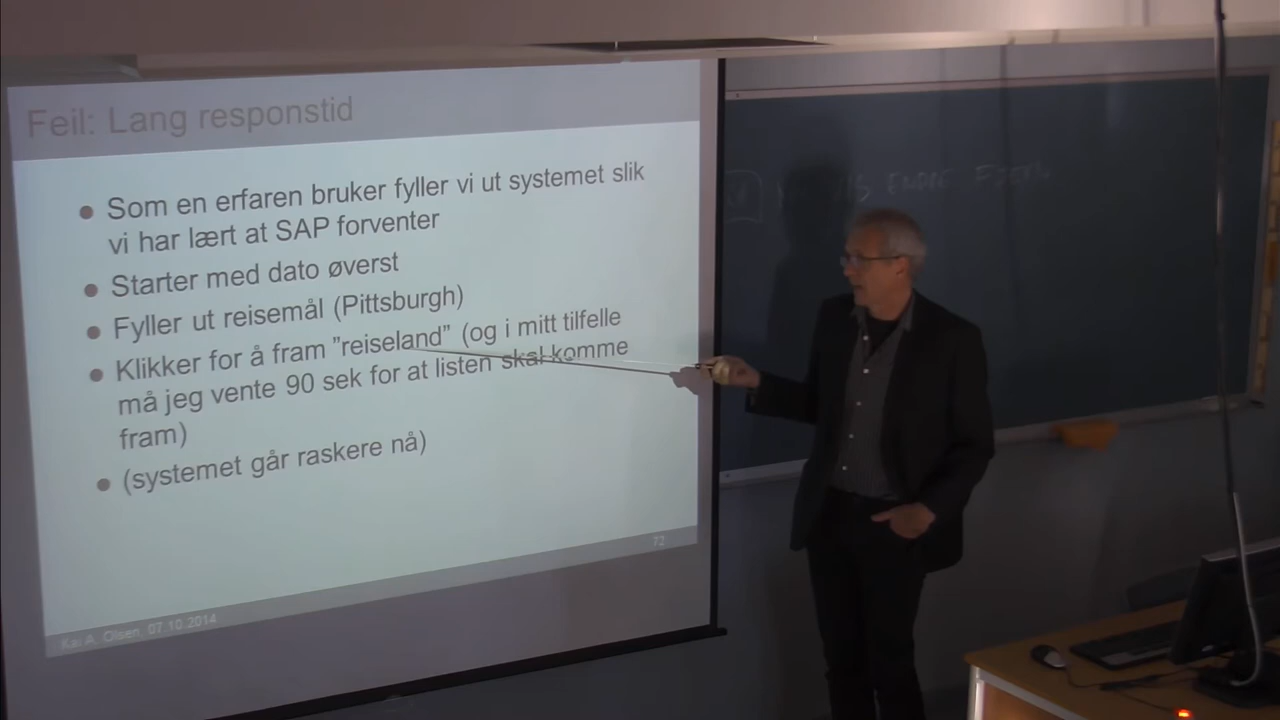 Feil: Lang responstid
Som en erfaren bruker fyller vi ut systemet slik
vi har lært at SAP forventer
Starter med dato øverst
Fyller ut reisemål (Pittsburgh)
Klikker for å fram ”reiseland” (og i mitt tilfelle
må jeg vente 90 sek for at listen skal komme
fram)
(systemet går raskere nå)
72
Kai A. Olsen, 07.10.2014
ENDRE